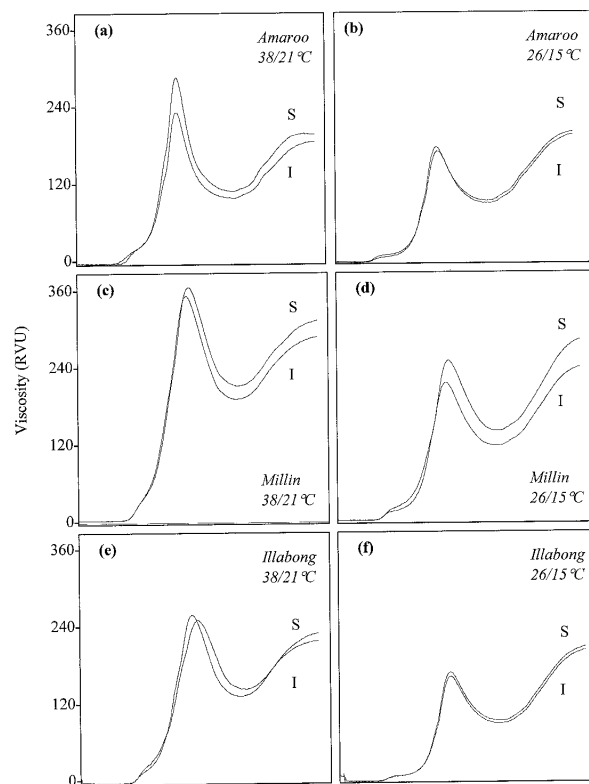 360
(a)
Amaroo
38/21°C
(b)
Amaroo
26/15°C
240
S
S
120
I
I
0
360
(c)
(d)
S
S
240
I
I
Viscosity (RVU)
120
Millin
38/21°C
Millin
26/15°C
0
360
(e)
Illabong
38/21°C
(f)
Illabong
26/15°C
240
S
S
120
I
I
0